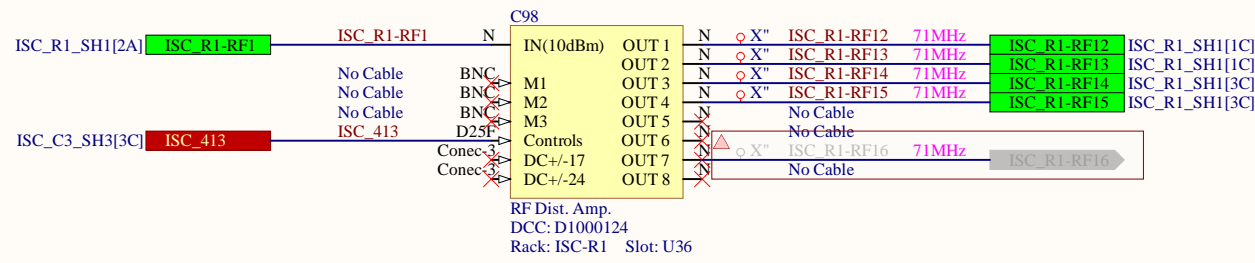 C98
ISC_R1_SH1[2A] ISC_R1-RF1 ISC_R1-RF1 N IN(10dBm) OUT 1 N X" ISC_R1-RF12 71MHz ISC_R1-RF12 ISC_R1_SH1[1C]
OUT 2 N X" ISC_R1-RF13 71MHz ISC_R1-RF13 ISC_R1_SH1[1C]
No Cable BNC M1 OUT 3 N X" ISC_R1-RF14 71MHz ISC_R1-RF14 ISC_R1_SH1[3C]
No Cable BNC M2 OUT 4 N X" ISC_R1-RF15 71MHz ISC_R1-RF15 ISC_R1_SH1[3C]
No Cable BNC M3 OUT 5 N No Cable
ISC_C3_SH3[3C] ISC_413 ISC_413 D25F Controls OUT 6 N No Cable
Conec-3 DC+/-17 OUT 7 N X" ISC_R1-RF16 71MHz ISC_R1-RF16
Conec-3 DC+/-24 OUT 8 N No Cable
RF Dist. Amp.
DCC: D1000124
Rack: ISC-R1 Slot: U36